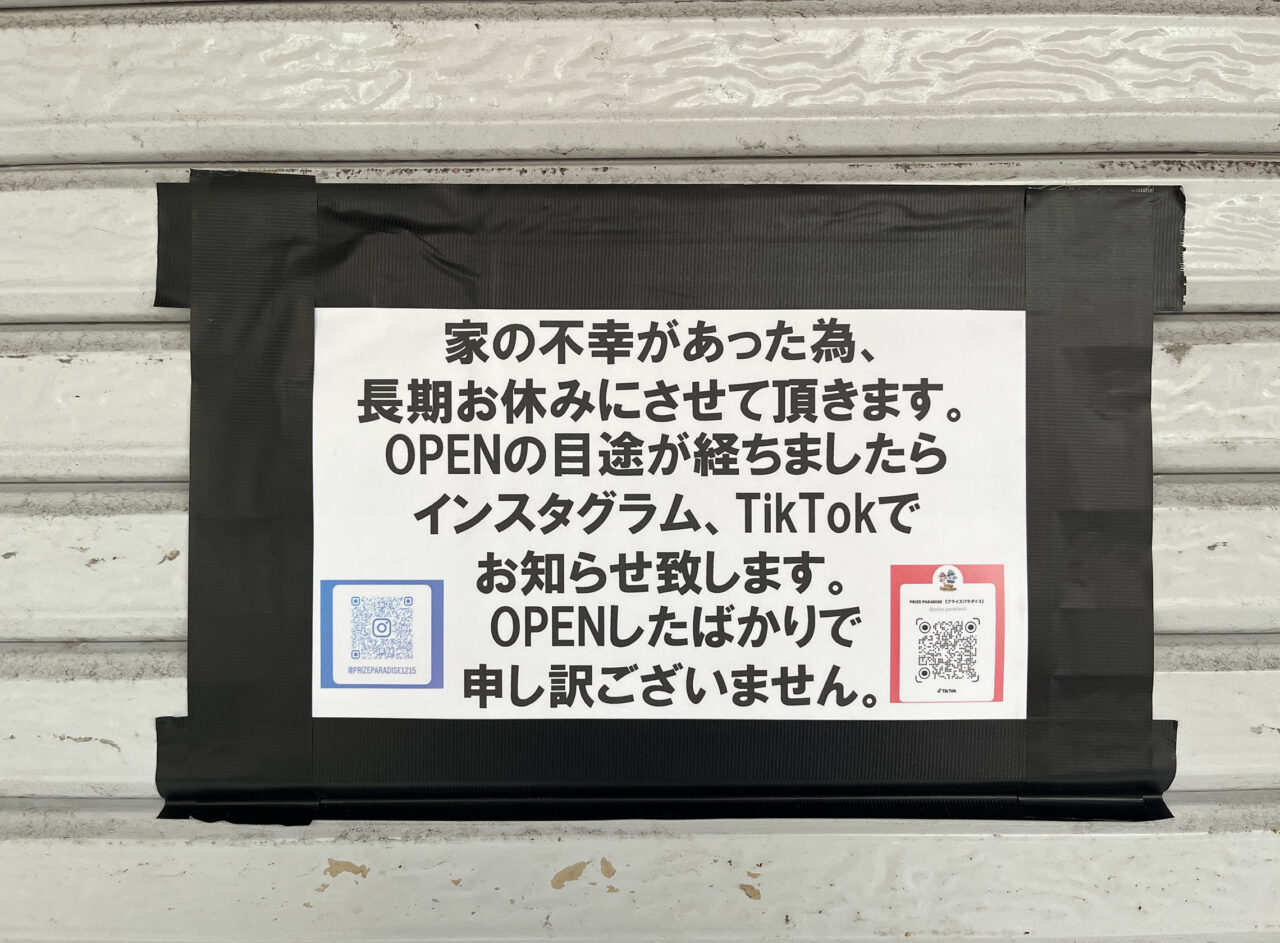 家の不幸があった為、
長期お休みにさせて頂きます。
OPENの目途が経ちましたら
インスタグラム、TikTokで
お知らせ致します。
OPENしたばかりで
申し訳ございません。
@PRIZEPARADISE1215
PRIZE PARADISE 【プライズパラダイス】
TikTok